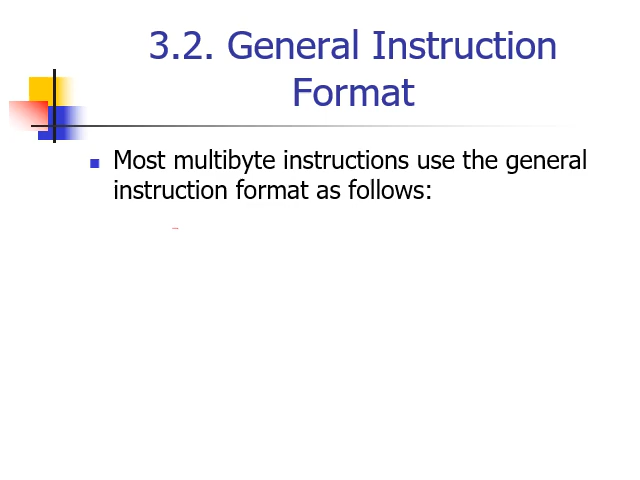 3.2. General Instruction
Format
Most multibyte instructions use the general
instruction format as follows: